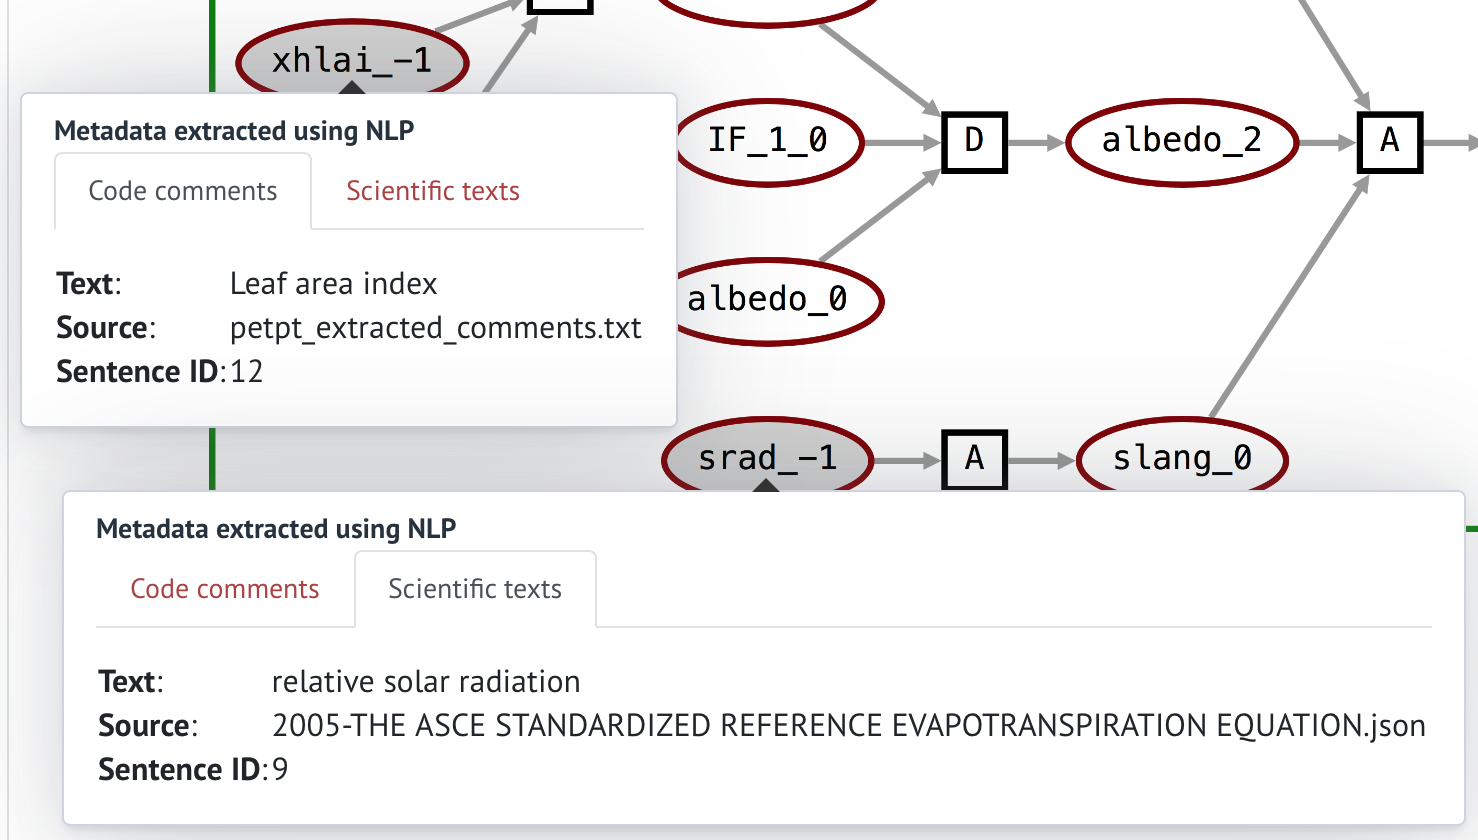 xhlai_−1
Metadata extracted using NLP
Code comments Scientific texts
Text: Leaf area index
Source: petpt_extracted_comments.txt
Sentence ID: 12
IF_1_0 D albedo_2 A
albedo_0
srad_−1 A slang_0
Metadata extracted using NLP
Code comments Scientific texts
Text: relative solar radiation
Source: 2005-THE ASCE STANDARDIZED REFERENCE EVAPOTRANSPIRATION EQUATION.json
Sentence ID: 9